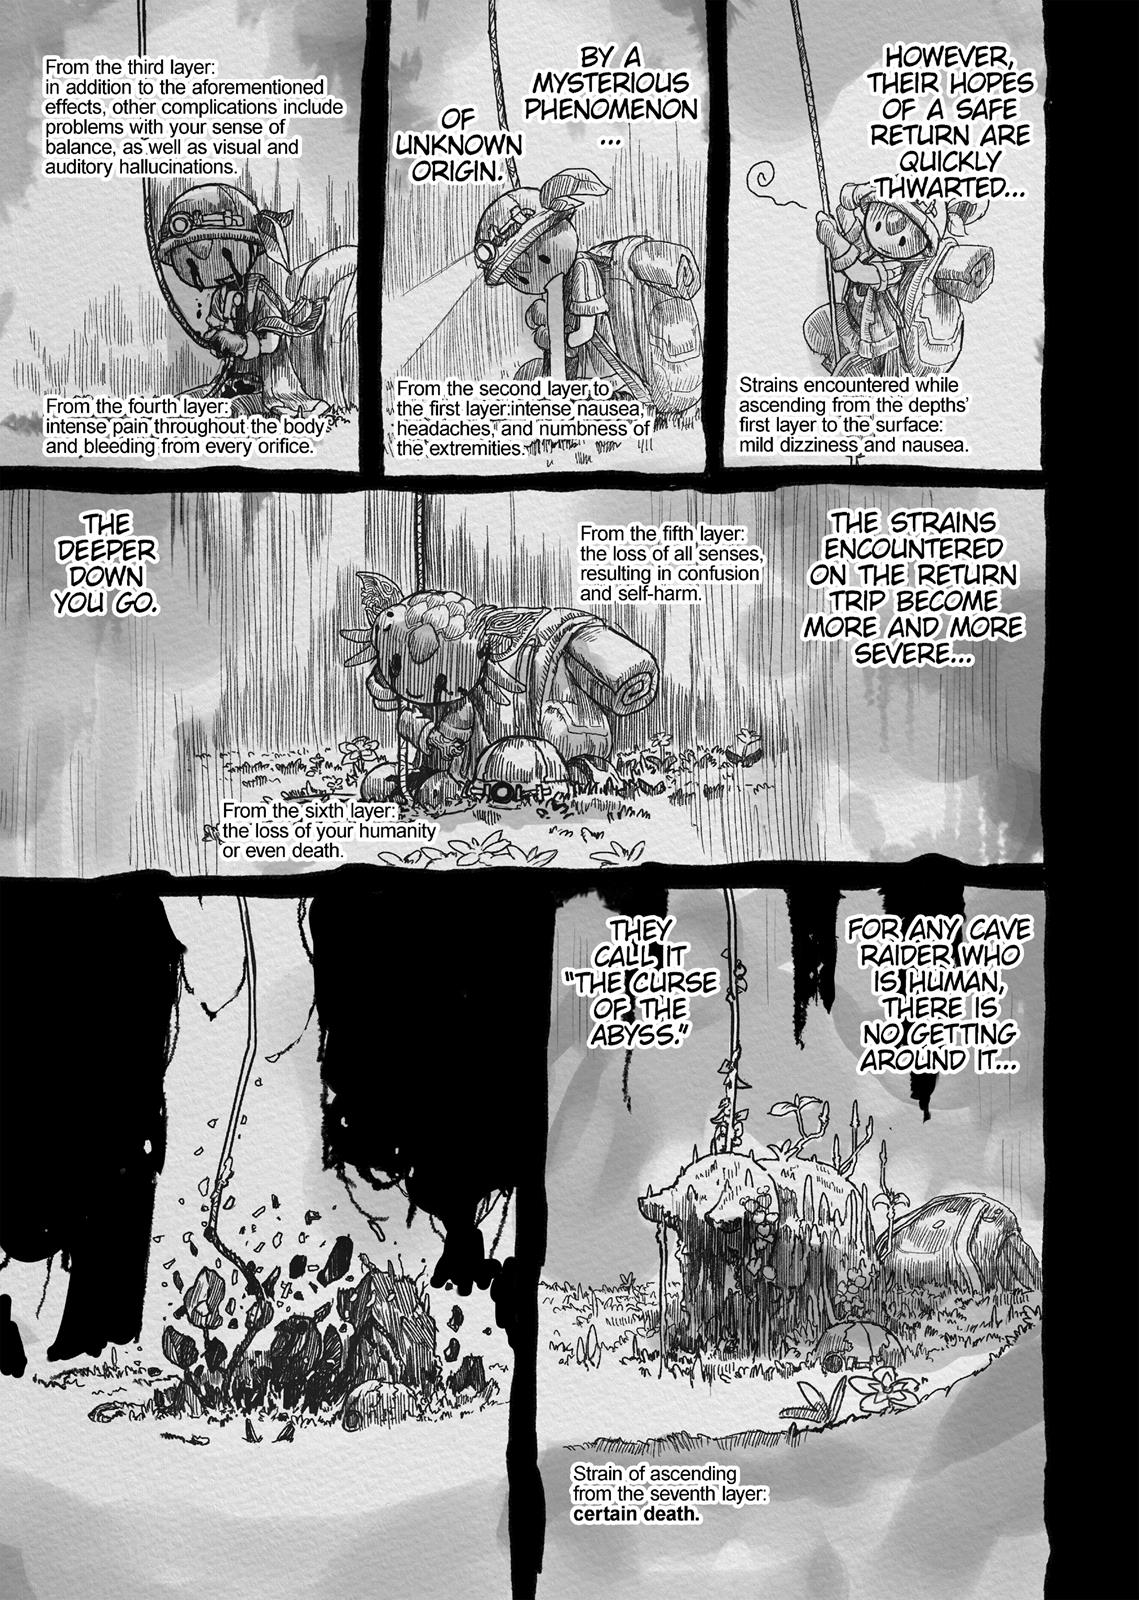 HOWEVER,
THEIR HOPES
OF A SAFE
RETURN ARE
QUICKLY
THWARTED...
Strains encountered while
ascending from the depths'
first layer to the surface:
mild dizziness and nausea.
BY A
MYSTERIOUS
PHENOMENON
...
OF
UNKNOWN
ORIGIN.
From the second layer to
the first layer:intense nausea,
headaches, and numbness of
the extremities.
From the third layer:
in addition to the aforementioned
effects, other complications include
problems with your sense of
balance, as well as visual and
auditory hallucinations.
From the fourth layer:
intense pain throughout the body
and bleeding from every orifice.
THE STRAINS
ENCOUNTERED
ON THE RETURN
TRIP BECOME
MORE AND MORE
SEVERE...
From the fifth layer:
the loss of all senses,
resulting in confusion
and self-harm.
THE
DEEPER
DOWN
YOU GO.
From the sixth layer:
the loss of your humanity
or even death.
FOR ANY CAVE
RAIDER WHO
IS HUMAN,
THERE IS
NO GETTING
AROUND IT...
THEY
CALL IT
"THE CURSE
OF THE
ABYSS."
Strain of ascending
from the seventh layer:
certain death.